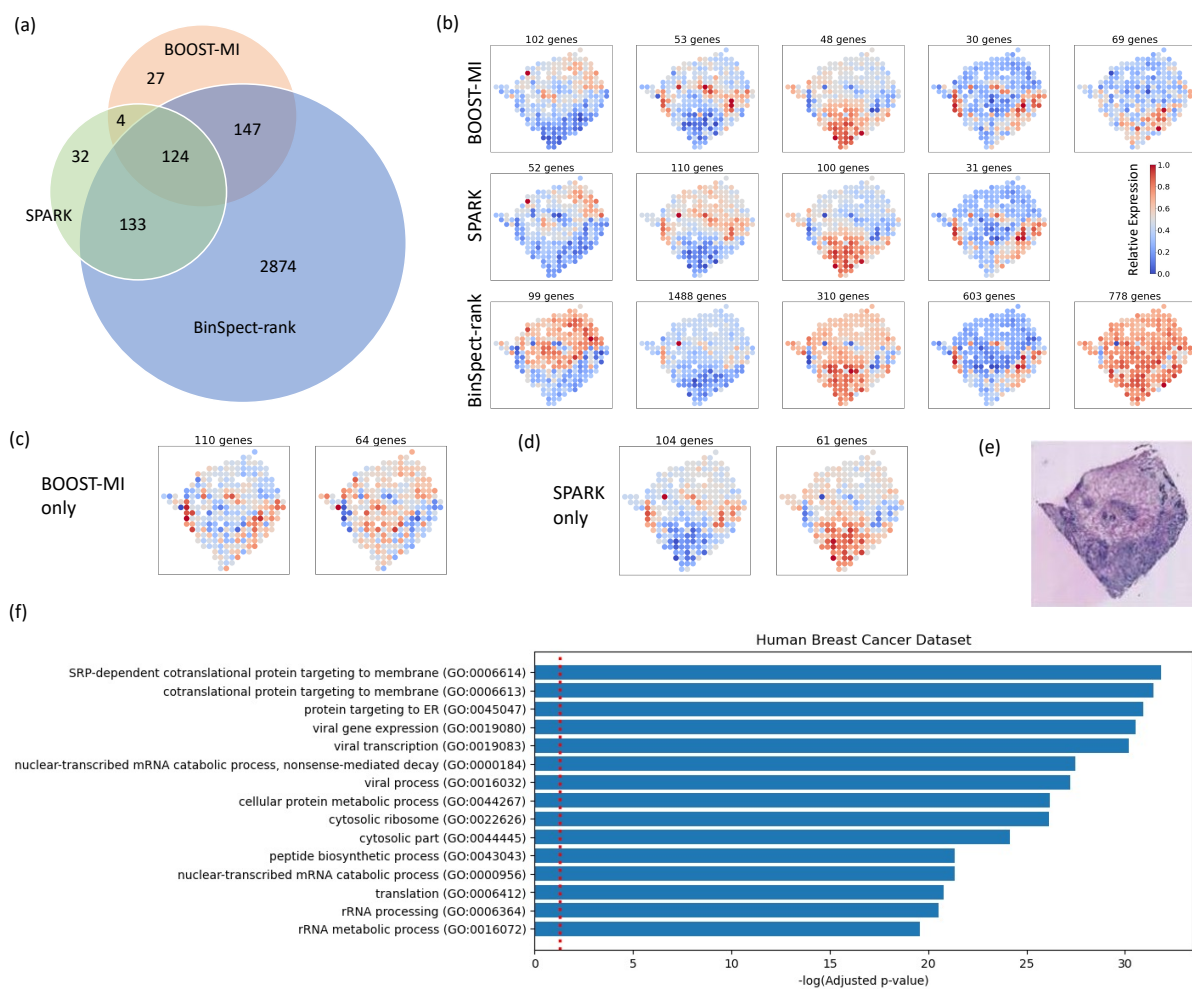 (a)
BOOST-MI
27
4
147
32
124
SPARK
133
2874
BinSpect-rank
(b)
BOOST-MI
102 genes
53 genes
48 genes
30 genes
69 genes
SPARK
52 genes
110 genes
100 genes
31 genes
Relative Expression
1.0
0.8
0.6
0.4
0.2
0.0
BinSpect-rank
99 genes
1488 genes
310 genes
603 genes
778 genes
(c)
BOOST-MI
only
110 genes
64 genes
(d)
SPARK
only
104 genes
61 genes
(e)
(f)
Human Breast Cancer Dataset
SRP-dependent cotranslational protein targeting to membrane (GO:0006614)
cotranslational protein targeting to membrane (GO:0006613)
protein targeting to ER (GO:0045047)
viral gene expression (GO:0019080)
viral transcription (GO:0019083)
nuclear-transcribed mRNA catabolic process, nonsense-mediated decay (GO:0000184)
viral process (GO:0016032)
cellular protein metabolic process (GO:0044267)
cytosolic ribosome (GO:0022626)
cytosolic part (GO:0044445)
peptide biosynthetic process (GO:0043043)
nuclear-transcribed mRNA catabolic process (GO:0000956)
translation (GO:0006412)
rRNA processing (GO:0006364)
rRNA metabolic process (GO:0016072)
0 5 10 15 20 25 30
-log(Adjusted p-value)